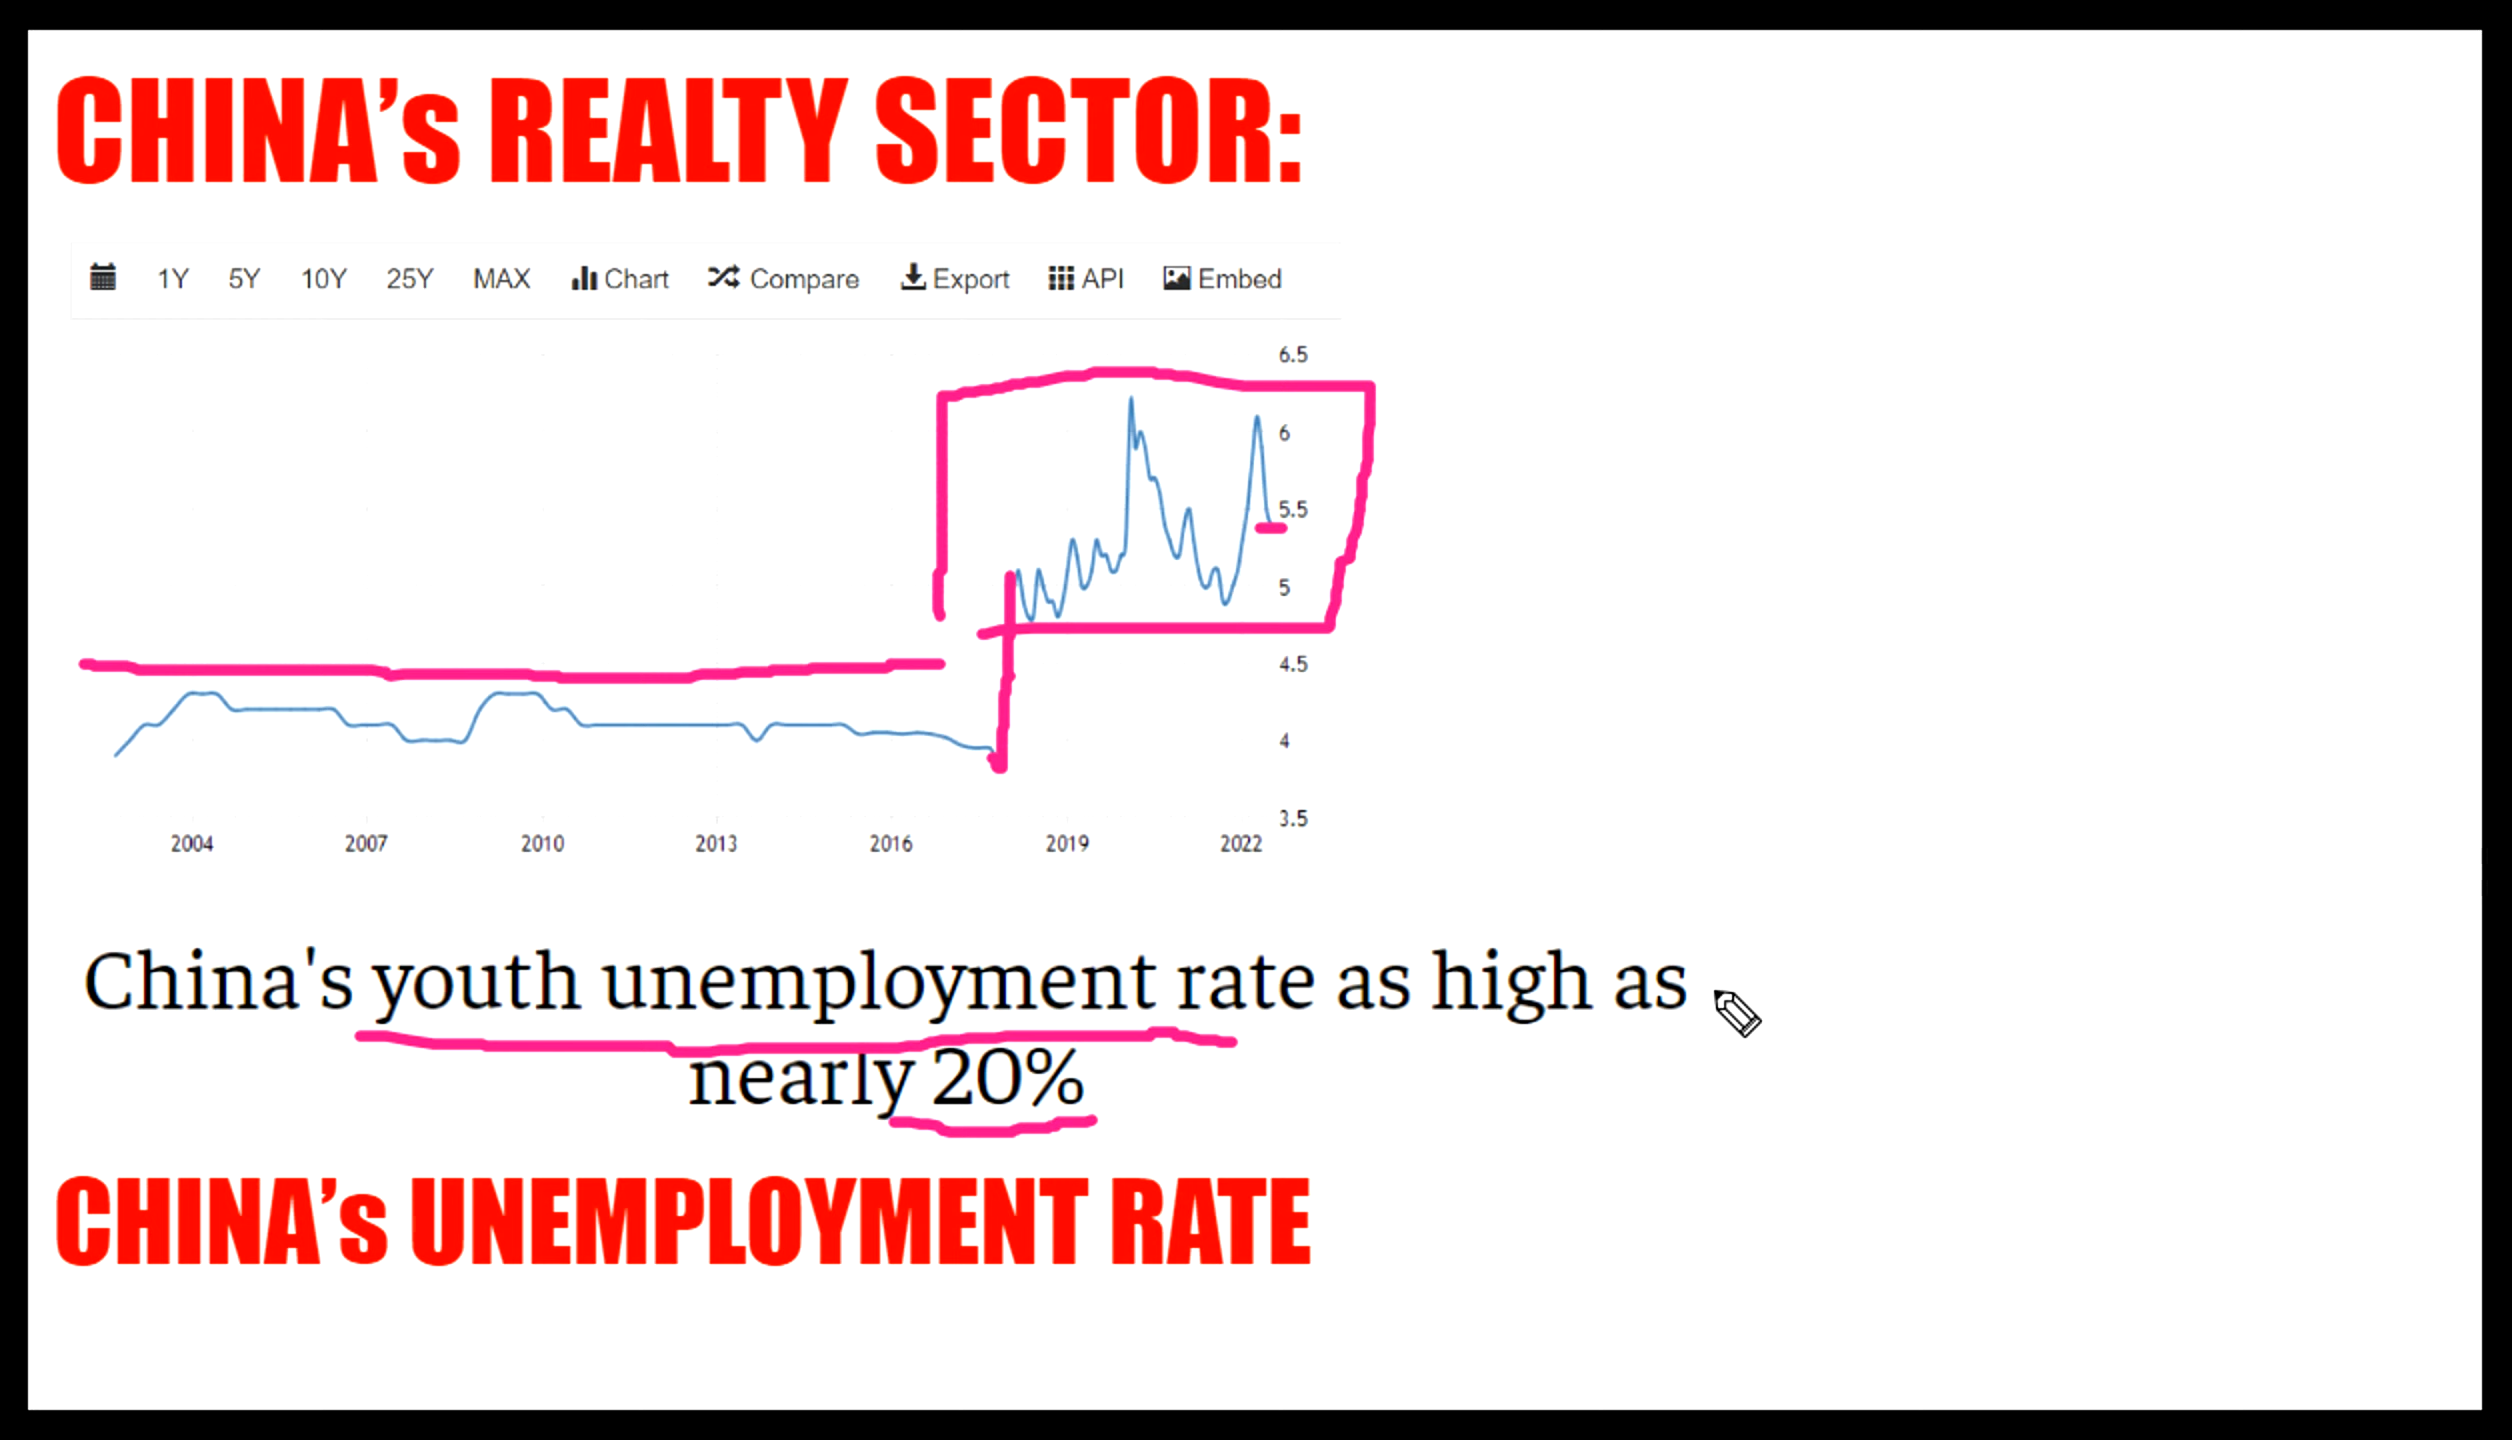 CHINA’s REALTY SECTOR:
1Y 5Y 10Y 25Y MAX Chart Compare Export API Embed
6.5
6
5.5
5
4.5
4
3.5
2004 2007 2010 2013 2016 2019 2022
China's youth unemployment rate as high as
nearly 20%
CHINA’s UNEMPLOYMENT RATE